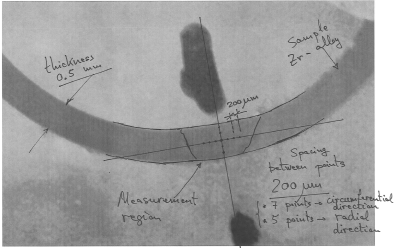 thickness
0.5 mm
Sample
Zr-alloy
200 μm
Measurement
region
Spacing
between points
200 μm
• 7 points → circumferential
direction
• 5 points → radial
direction